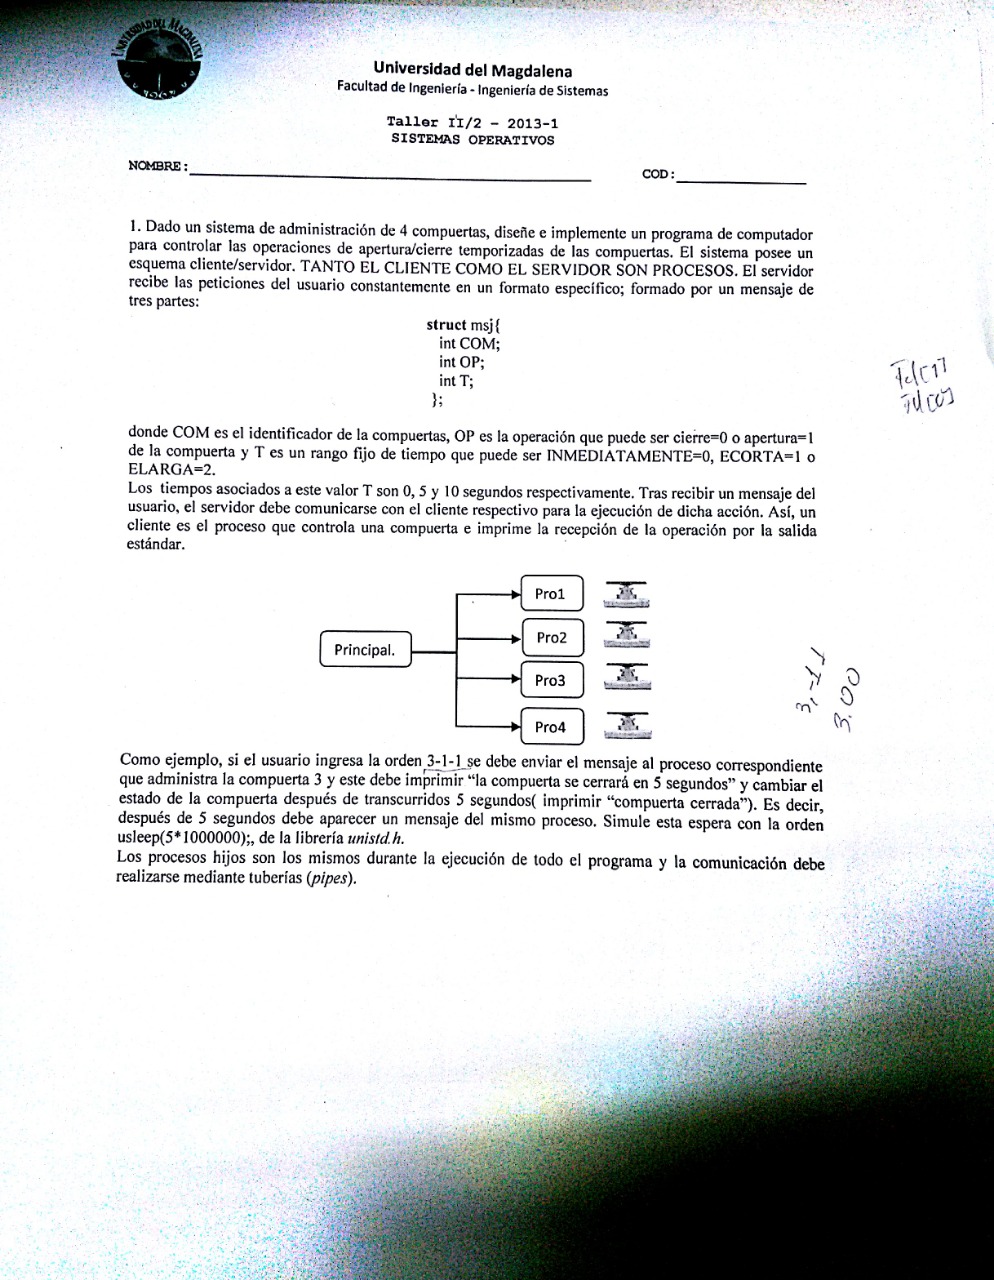 UNIVERSIDAD DEL MAGDALENA
Universidad del Magdalena
Facultad de Ingeniería - Ingeniería de Sistemas
Taller II/2 - 2013-1
SISTEMAS OPERATIVOS
NOMBRE: COD:
1. Dado un sistema de administración de 4 compuertas, diseñe e implemente un programa de computador
para controlar las operaciones de apertura/cierre temporizadas de las compuertas. El sistema posee un
esquema cliente/servidor. TANTO EL CLIENTE COMO EL SERVIDOR SON PROCESOS. El servidor
recibe las peticiones del usuario constantemente en un formato específico; formado por un mensaje de
tres partes:
struct msj{
int COM;
int OP;
int T;
};
donde COM es el identificador de la compuertas, OP es la operación que puede ser cierre=0 o apertura=1
de la compuerta y T es un rango fijo de tiempo que puede ser INMEDIATAMENTE=0, ECORTA=1 o
ELARGA=2.
Los tiempos asociados a este valor T son 0, 5 y 10 segundos respectivamente. Tras recibir un mensaje del
usuario, el servidor debe comunicarse con el cliente respectivo para la ejecución de dicha acción. Así, un
cliente es el proceso que controla una compuerta e imprime la recepción de la operación por la salida
estándar.
Principal.
Pro1
Pro2
Pro3
Pro4
3.00
Como ejemplo, si el usuario ingresa la orden 3-1-1 se debe enviar el mensaje al proceso correspondiente
que administra la compuerta 3 y este debe imprimir “la compuerta se cerrará en 5 segundos” y cambiar el
estado de la compuerta después de transcurridos 5 segundos( imprimir “compuerta cerrada”). Es decir,
después de 5 segundos debe aparecer un mensaje del mismo proceso. Simule esta espera con la orden
usleep(5*1000000);, de la librería unistd.h.
Los procesos hijos son los mismos durante la ejecución de todo el programa y la comunicación debe
realizarse mediante tuberías (pipes).